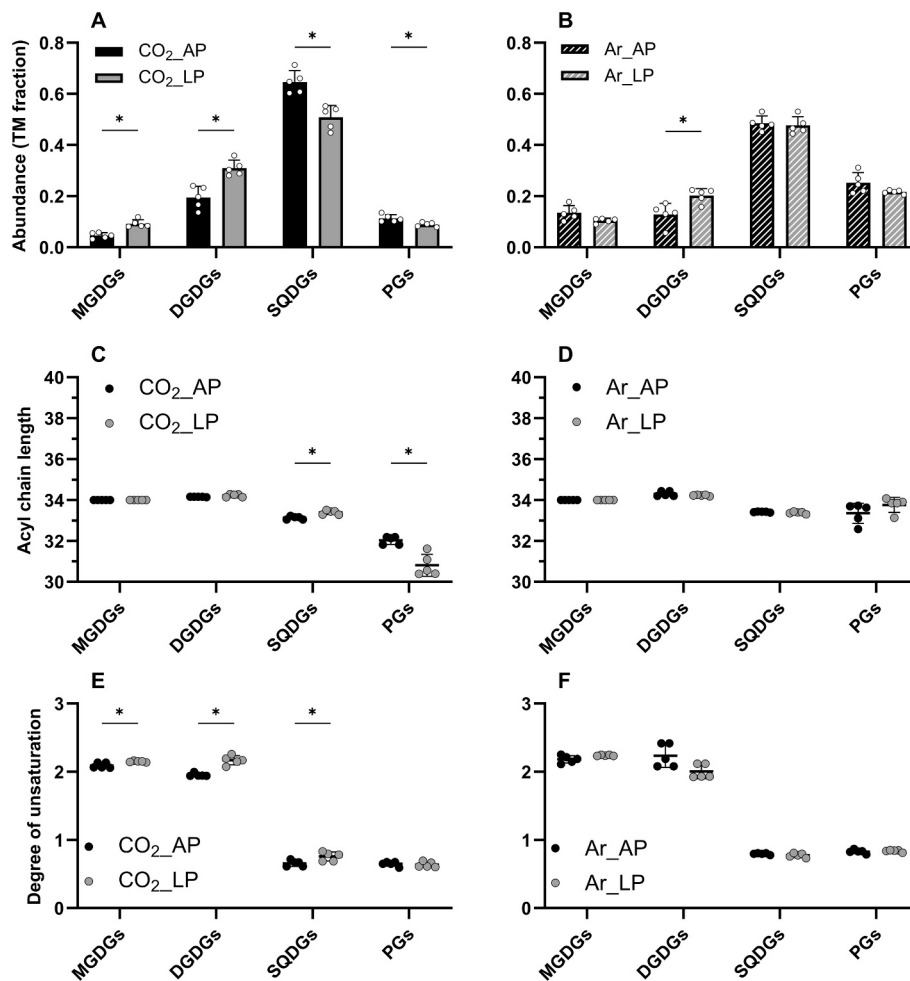 A
CO₂_AP
CO₂_LP
*
*
*
*
Abundance (TM fraction)
0.8
0.6
0.4
0.2
0.0
MGDGs
DGDGs
SQDGs
PGs
B
Ar_AP
Ar_LP
*
0.8
0.6
0.4
0.2
0.0
MGDGs
DGDGs
SQDGs
PGs
C
CO₂_AP
CO₂_LP
*
*
Acyl chain length
40
38
36
34
32
30
MGDGs
DGDGs
SQDGs
PGs
D
Ar_AP
Ar_LP
40
38
36
34
32
30
MGDGs
DGDGs
SQDGs
PGs
E
*
*
*
Degree of unsaturation
3
2
1
0
CO₂_AP
CO₂_LP
MGDGs
DGDGs
SQDGs
PGs
F
3
2
1
0
Ar_AP
Ar_LP
MGDGs
DGDGs
SQDGs
PGs